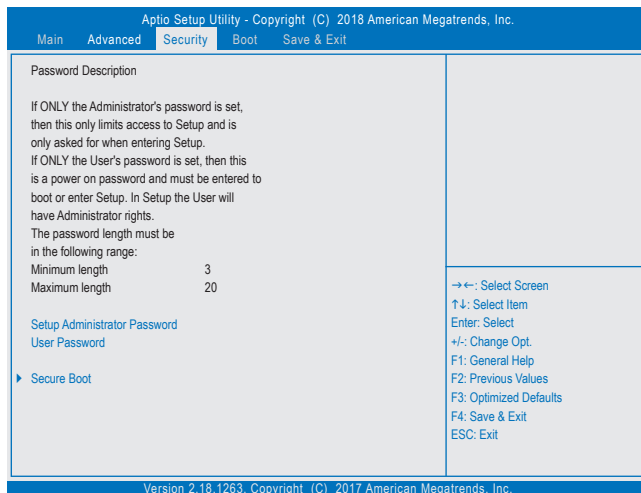 Aptio Setup Utility - Copyright (C) 2018 American Megatrends, Inc.
Main Advanced Security Boot Save & Exit
Password Description
If ONLY the Administrator's password is set,
then this only limits access to Setup and is
only asked for when entering Setup.
If ONLY the User's password is set, then this
is a power on password and must be entered to
boot or enter Setup. In Setup the User will
have Administrator rights.
The password length must be
in the following range:
Minimum length 3
Maximum length 20
Setup Administrator Password
User Password
Secure Boot
→←: Select Screen
↑↓: Select Item
Enter: Select
+/-: Change Opt.
F1: General Help
F2: Previous Values
F3: Optimized Defaults
F4: Save & Exit
ESC: Exit
Version 2.18.1263. Copyright (C) 2017 American Megatrends, Inc.